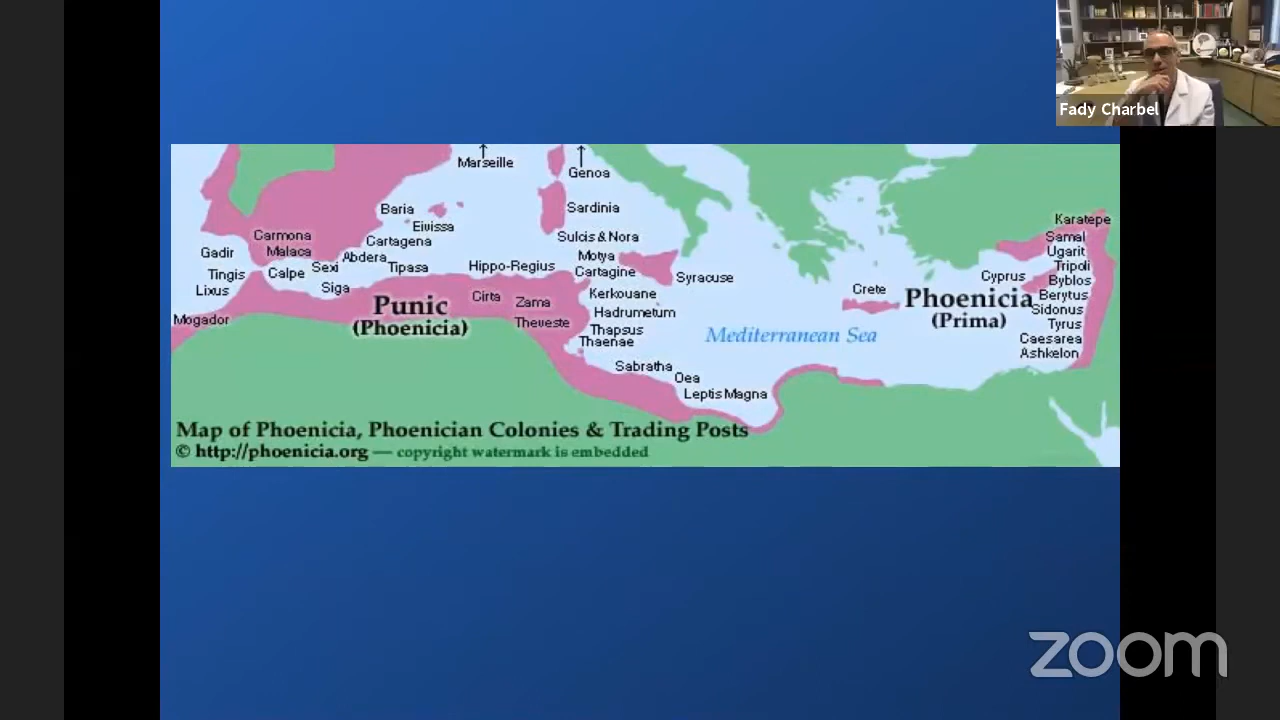 Fady Charbel
Marseille
Genoa
Baria
Eivissa
Sardinia
Karatepe
Carmona
Cartagena
Sulcis & Nora
Samal
Gadir
Malaca
Abdera
Motya
Ugarit
Tingis
Calpe
Sexi
Tipasa
Hippo-Regius
Cartagine
Syracuse
Cyprus
Tripoli
Lixus
Siga
Cirta
Zama
Kerkouane
Crete
Byblos
Punic
(Phoenicia)
Hadrumetum
Phoenicia
(Prima)
Berytus
Sidonus
Mogador
Theveste
Thapsus
Thaenae
Mediterranean Sea
Tyrus
Caesarea
Ashkelon
Sabratha
Oea
Leptis Magna
Map of Phoenicia, Phoenician Colonies & Trading Posts
© http://phoenicia.org — copyright watermark is embedded
zoom